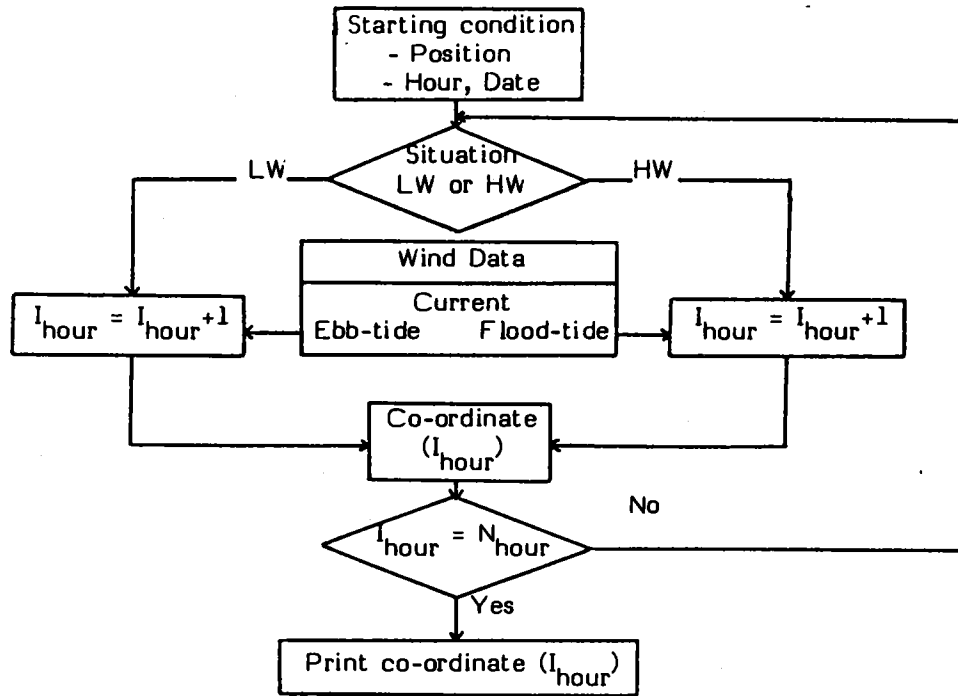 Starting condition
- Position
- Hour, Date
Situation
LW or HW
LW
HW
Wind Data
Current
Ebb-tide Flood-tide
I_hour = I_hour+1
I_hour = I_hour+1
Co-ordinate
(I_hour)
I_hour = N_hour
No
Yes
Print co-ordinate (I_hour)